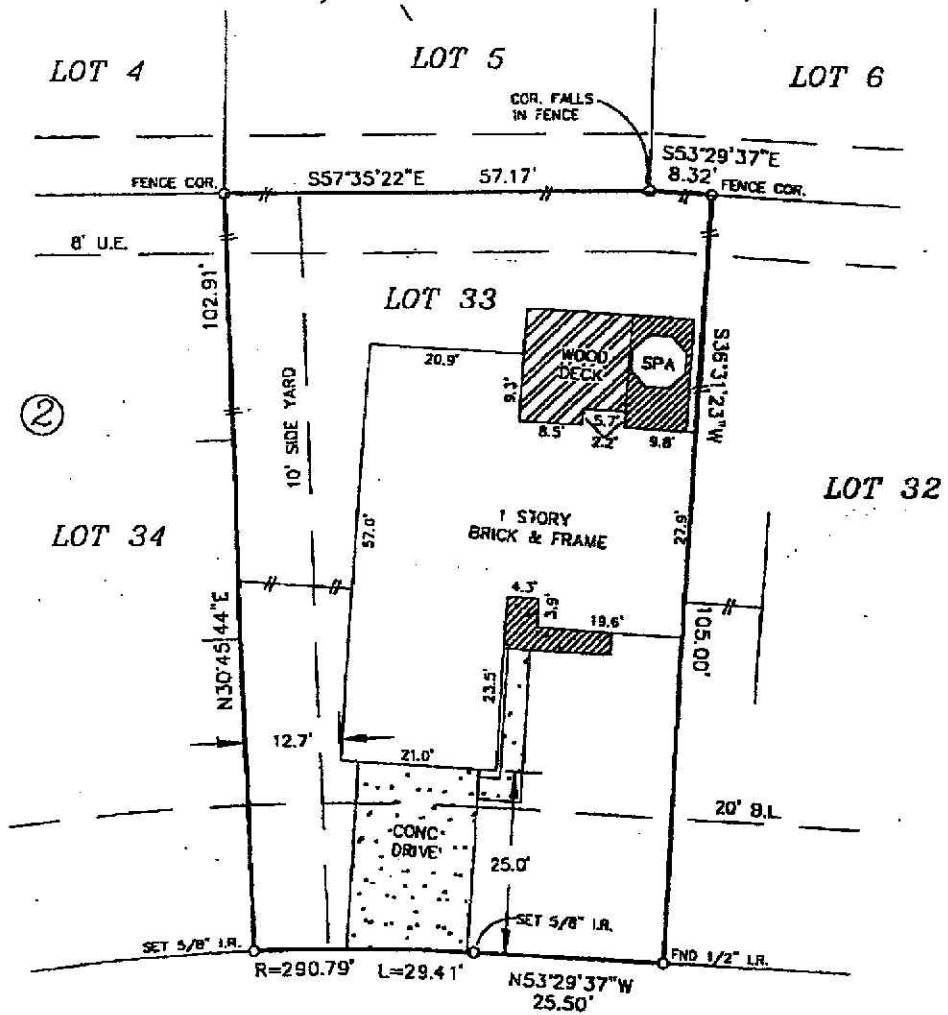 LOT 4
LOT 5
LOT 6
COR. FALLS
IN FENCE
S53°29'37"E
8.32'
FENCE COR.
S57°35'22"E
57.17'
FENCE COR.
8' U.E.
102.91'
LOT 33
WOOD
DECK
SPA
20.9'
9.3'
8.5'
5.7'
2.2'
9.8'
S36°31'23"W
2
10' SIDE YARD
LOT 34
LOT 32
57.0'
1 STORY
BRICK & FRAME
27.9'
4.3'
3.9'
19.6'
105.00'
N30°45'44"E
23.5'
12.7'
21.0'
20' B.L.
CONC
DRIVE
25.0'
SET 5/8" I.R.
SET 5/8" I.R.
FND 1/2" I.R.
R=290.79'
L=29.41'
N53°29'37"W
25.50'